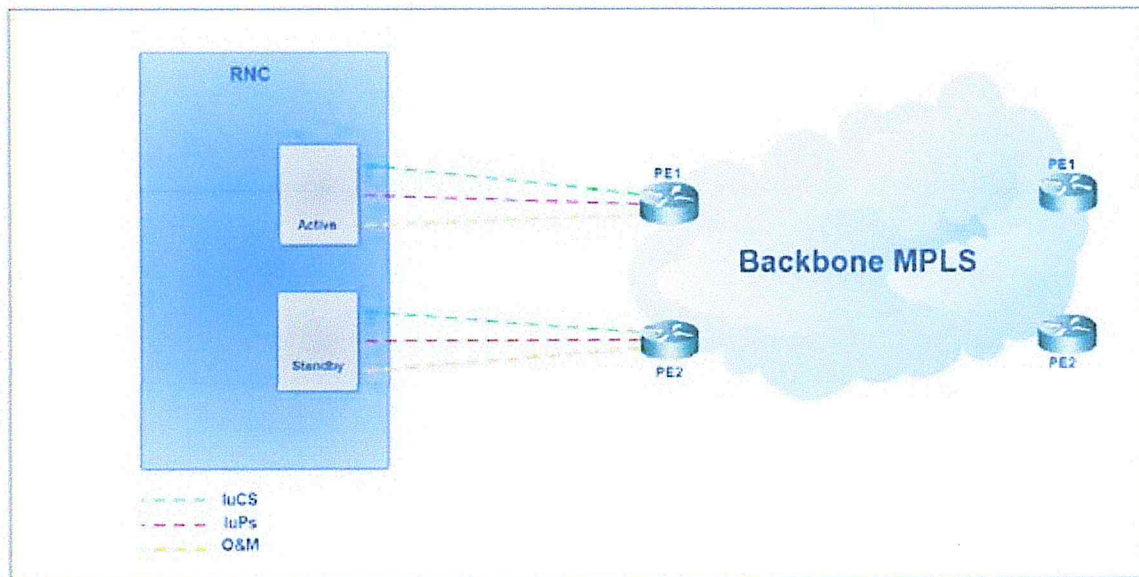 RNC
Active
Standby
PE1
PE2
Backbone MPLS
PE1
PE2
IuCS
IuPs
O&M